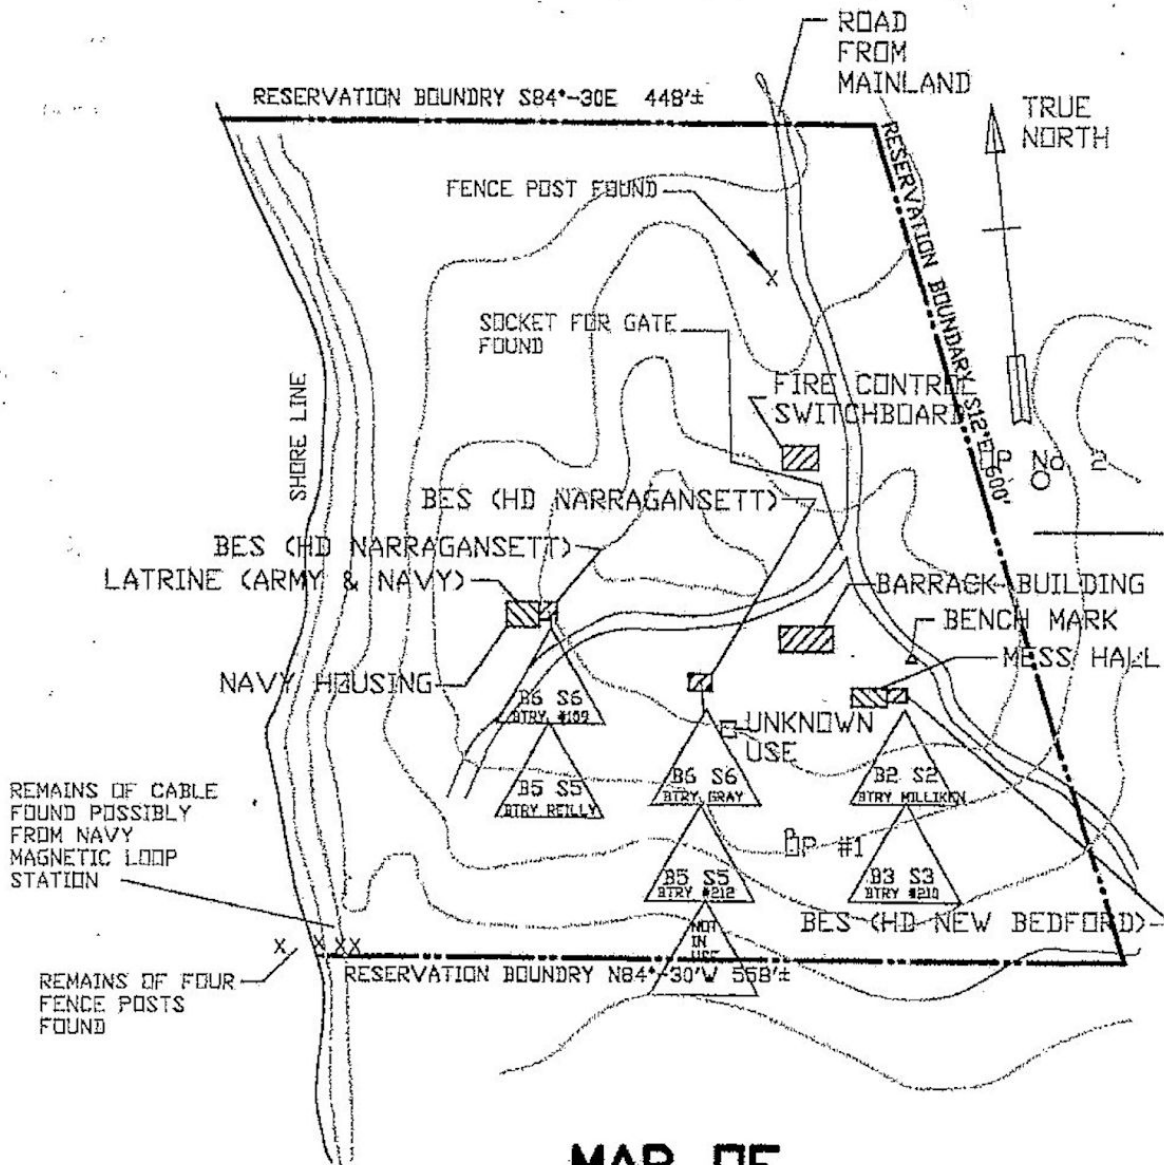 ROAD
FROM
MAINLAND
RESERVATION BOUNDRY S84°-30E 448'±
TRUE
NORTH
RESERVATION BOUNDARY S12°E 600'
FENCE POST FOUND
SOCKET FOR GATE
FOUND
FIRE CONTROL
SWITCHBOARD
SHORE LINE
OP No 2
BES (HD NARRAGANSETT)
BES (HD NARRAGANSETT)
LATRINE (ARMY & NAVY)
BARRACK BUILDING
BENCH MARK
MESS HALL
NAVY HOUSING
B6 S6
BTRY #109
UNKNOWN
USE
B5 S5
BTRY REILLY
B6 S6
BTRY GRAY
B2 S2
BTRY MILLIKEN
REMAINS OF CABLE
FOUND POSSIBLY
FROM NAVY
MAGNETIC LOOP
STATION
OP #1
B5 S5
BTRY #212
B3 S3
BTRY #210
BES (HD NEW BEDFORD)
NOT
IN
USE
X X X X
X
RESERVATION BOUNDRY N84°-30'W 558'±
REMAINS OF FOUR
FENCE POSTS
FOUND
MAP OF